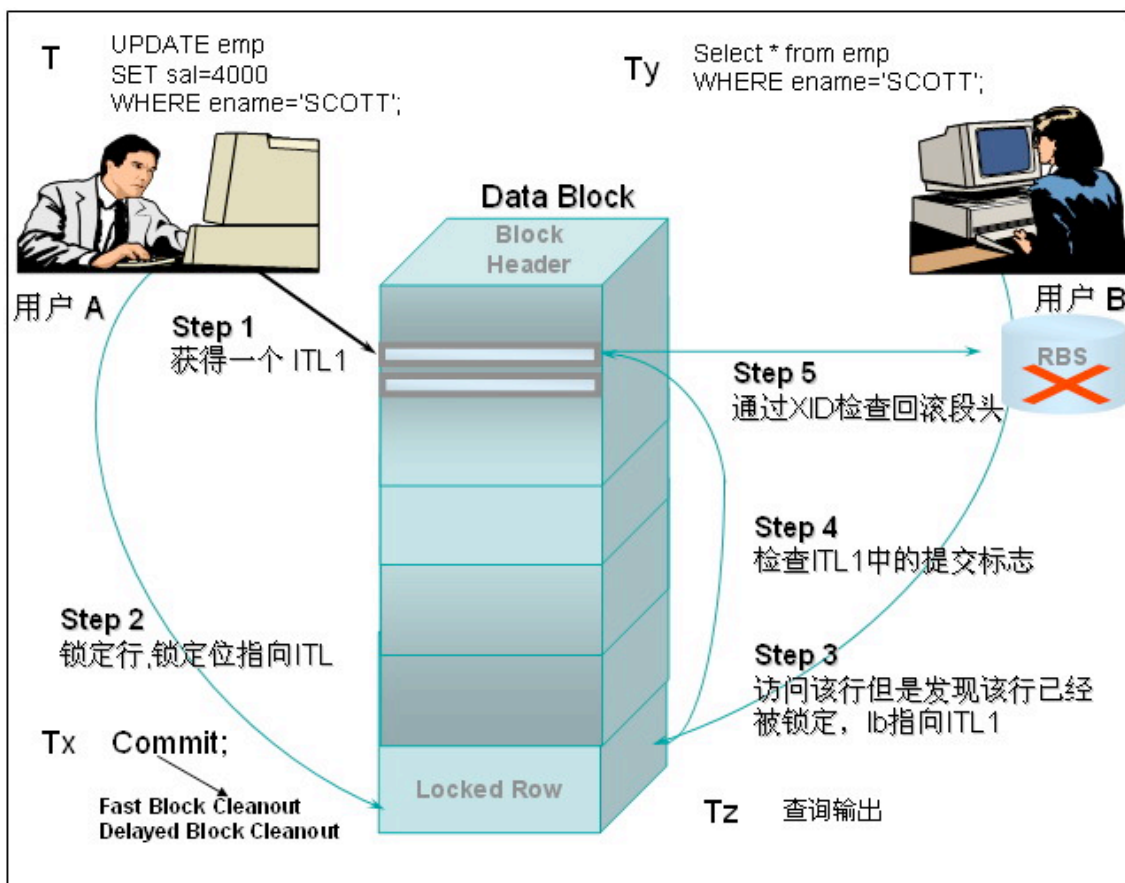 T
UPDATE emp
SET sal=4000
WHERE ename='SCOTT';
Ty
Select * from emp
WHERE ename='SCOTT';
Data Block
Block
Header
用户 A
用户 B
Step 1
获得一个 ITL1
RBS
Step 5
通过XID检查回滚段头
Step 4
检查ITL1中的提交标志
Step 2
锁定行,锁定位指向ITL
Step 3
访问该行但是发现该行已经
被锁定，lb指向ITL1
Tx Commit;
Fast Block Cleanout
Delayed Block Cleanout
Locked Row
Tz 查询输出